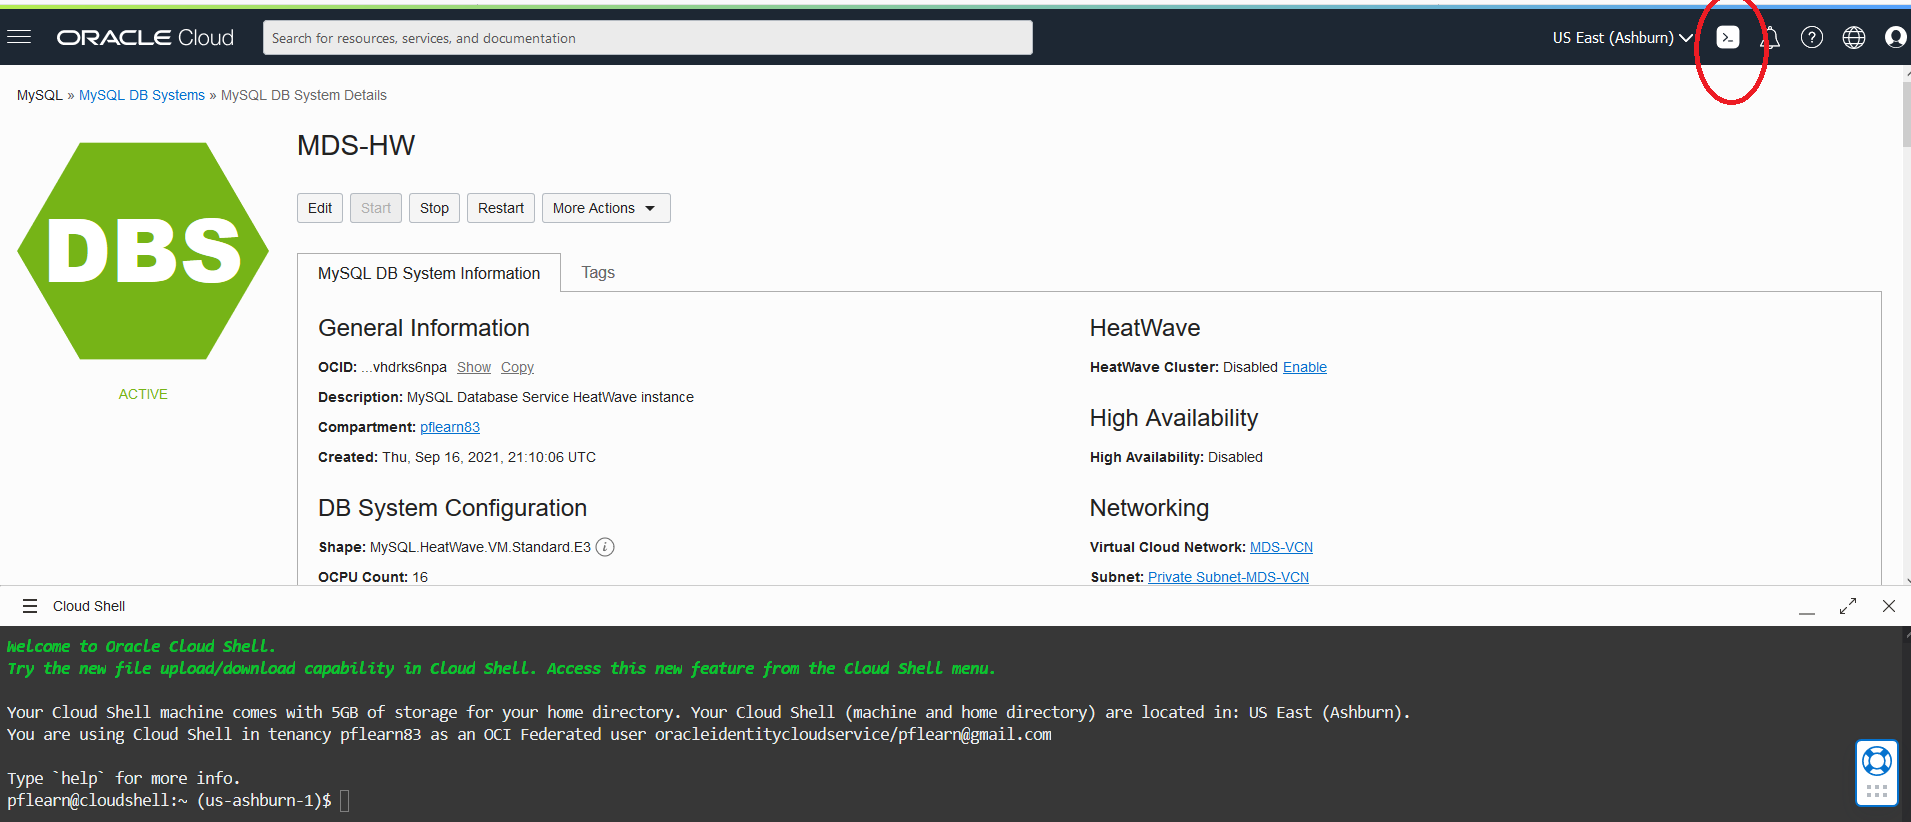 ORACLE Cloud
Search for resources, services, and documentation
US East (Ashburn)
MySQL » MySQL DB Systems » MySQL DB System Details
DBS
ACTIVE
MDS-HW
Edit Start Stop Restart More Actions
MySQL DB System Information Tags
General Information
OCID: ...vhdrks6npa Show Copy
Description: MySQL Database Service HeatWave instance
Compartment: pflearn83
Created: Thu, Sep 16, 2021, 21:10:06 UTC
DB System Configuration
Shape: MySQL.HeatWave.VM.Standard.E3
OCPU Count: 16
HeatWave
HeatWave Cluster: Disabled Enable
High Availability
High Availability: Disabled
Networking
Virtual Cloud Network: MDS-VCN
Subnet: Private Subnet-MDS-VCN
Cloud Shell
Welcome to Oracle Cloud Shell.
Try the new file upload/download capability in Cloud Shell. Access this new feature from the Cloud Shell menu.
Your Cloud Shell machine comes with 5GB of storage for your home directory. Your Cloud Shell (machine and home directory) are located in: US East (Ashburn).
You are using Cloud Shell in tenancy pflearn83 as an OCI Federated user oracleidentitycloudservice/pflearn@gmail.com
Type `help` for more info.
pflearn@cloudshell:~ (us-ashburn-1)$